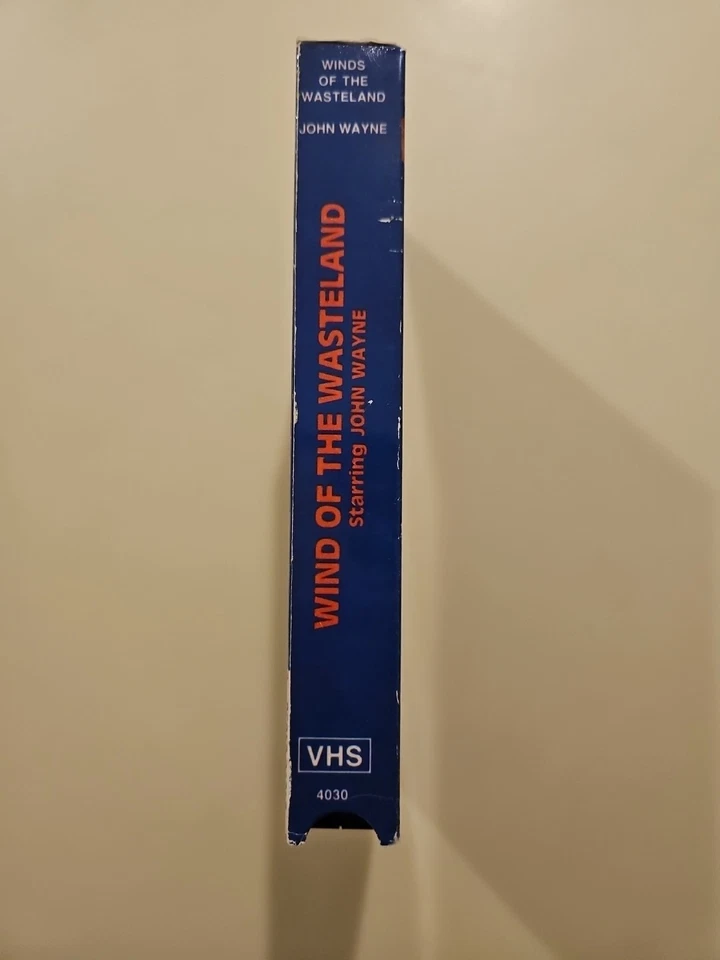 WINDS
OF THE
WASTELAND
JOHN WAYNE
WIND OF THE WASTELAND
Starring JOHN WAYNE
VHS
4030